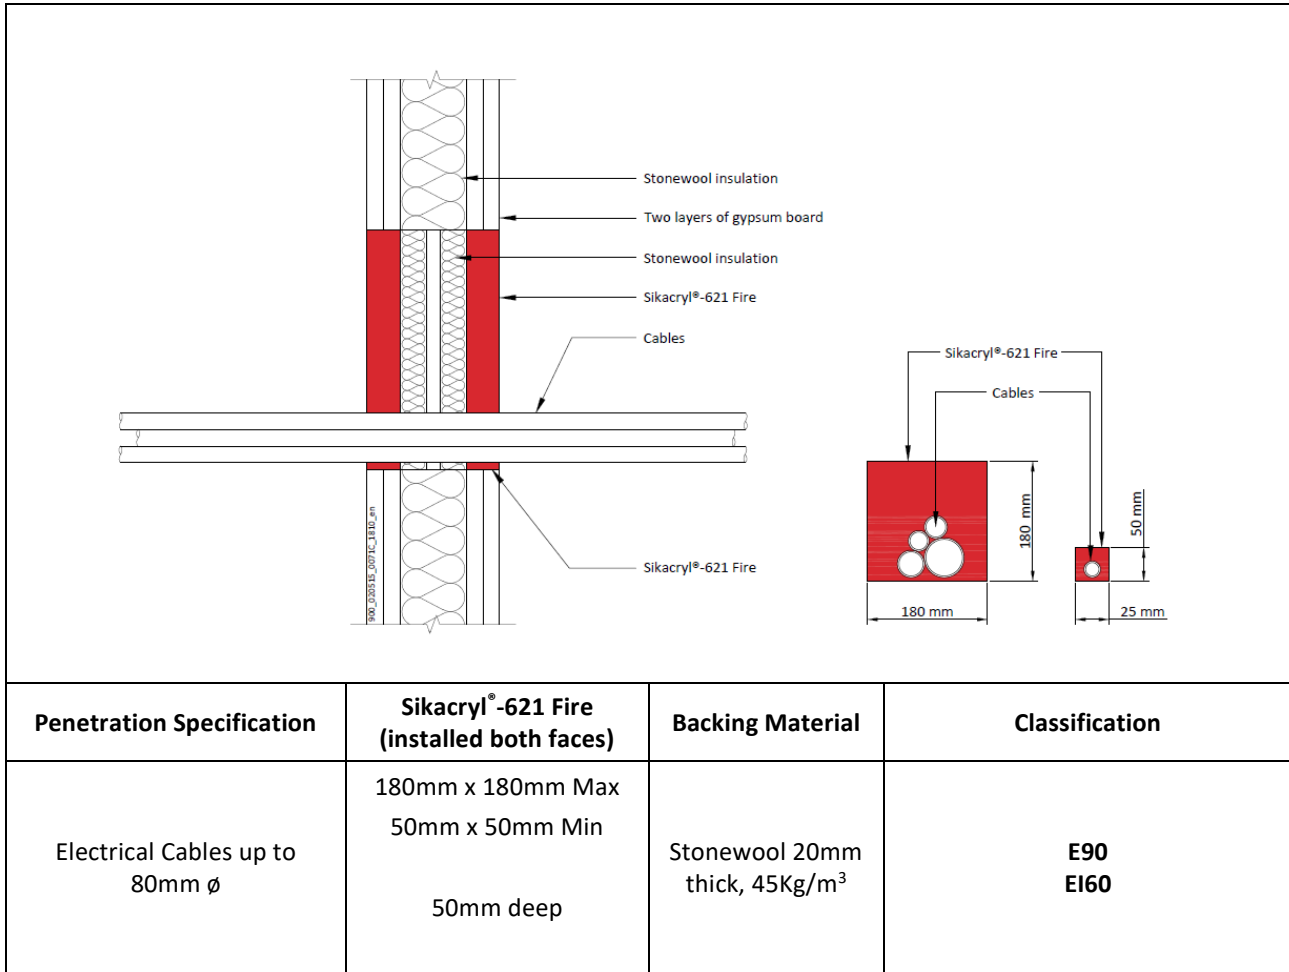 Stonewool insulation
Two layers of gypsum board
Stonewool insulation
Sikacryl®-621 Fire
Cables
Sikacryl®-621 Fire
900_020515_0071C_1810_en
Sikacryl®-621 Fire
Cables
180 mm
50 mm
180 mm
25 mm
Penetration Specification
Sikacryl®-621 Fire
(installed both faces)
Backing Material
Classification
Electrical Cables up to
80mm ø
180mm x 180mm Max
50mm x 50mm Min
50mm deep
Stonewool 20mm
thick, 45Kg/m³
E90
EI60